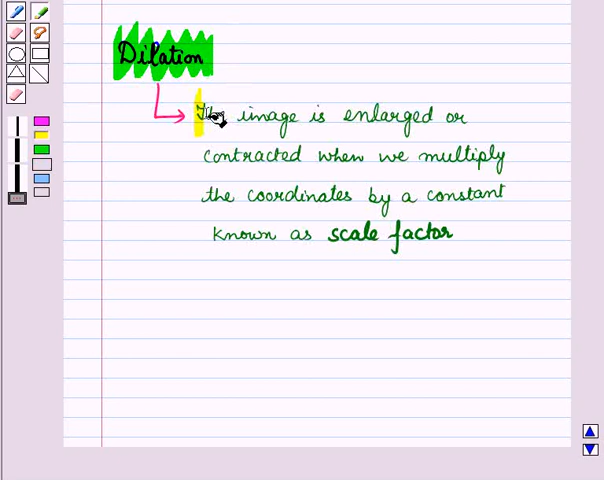 Dilation
The image is enlarged or
contracted when we multiply
the coordinates by a constant
known as scale factor